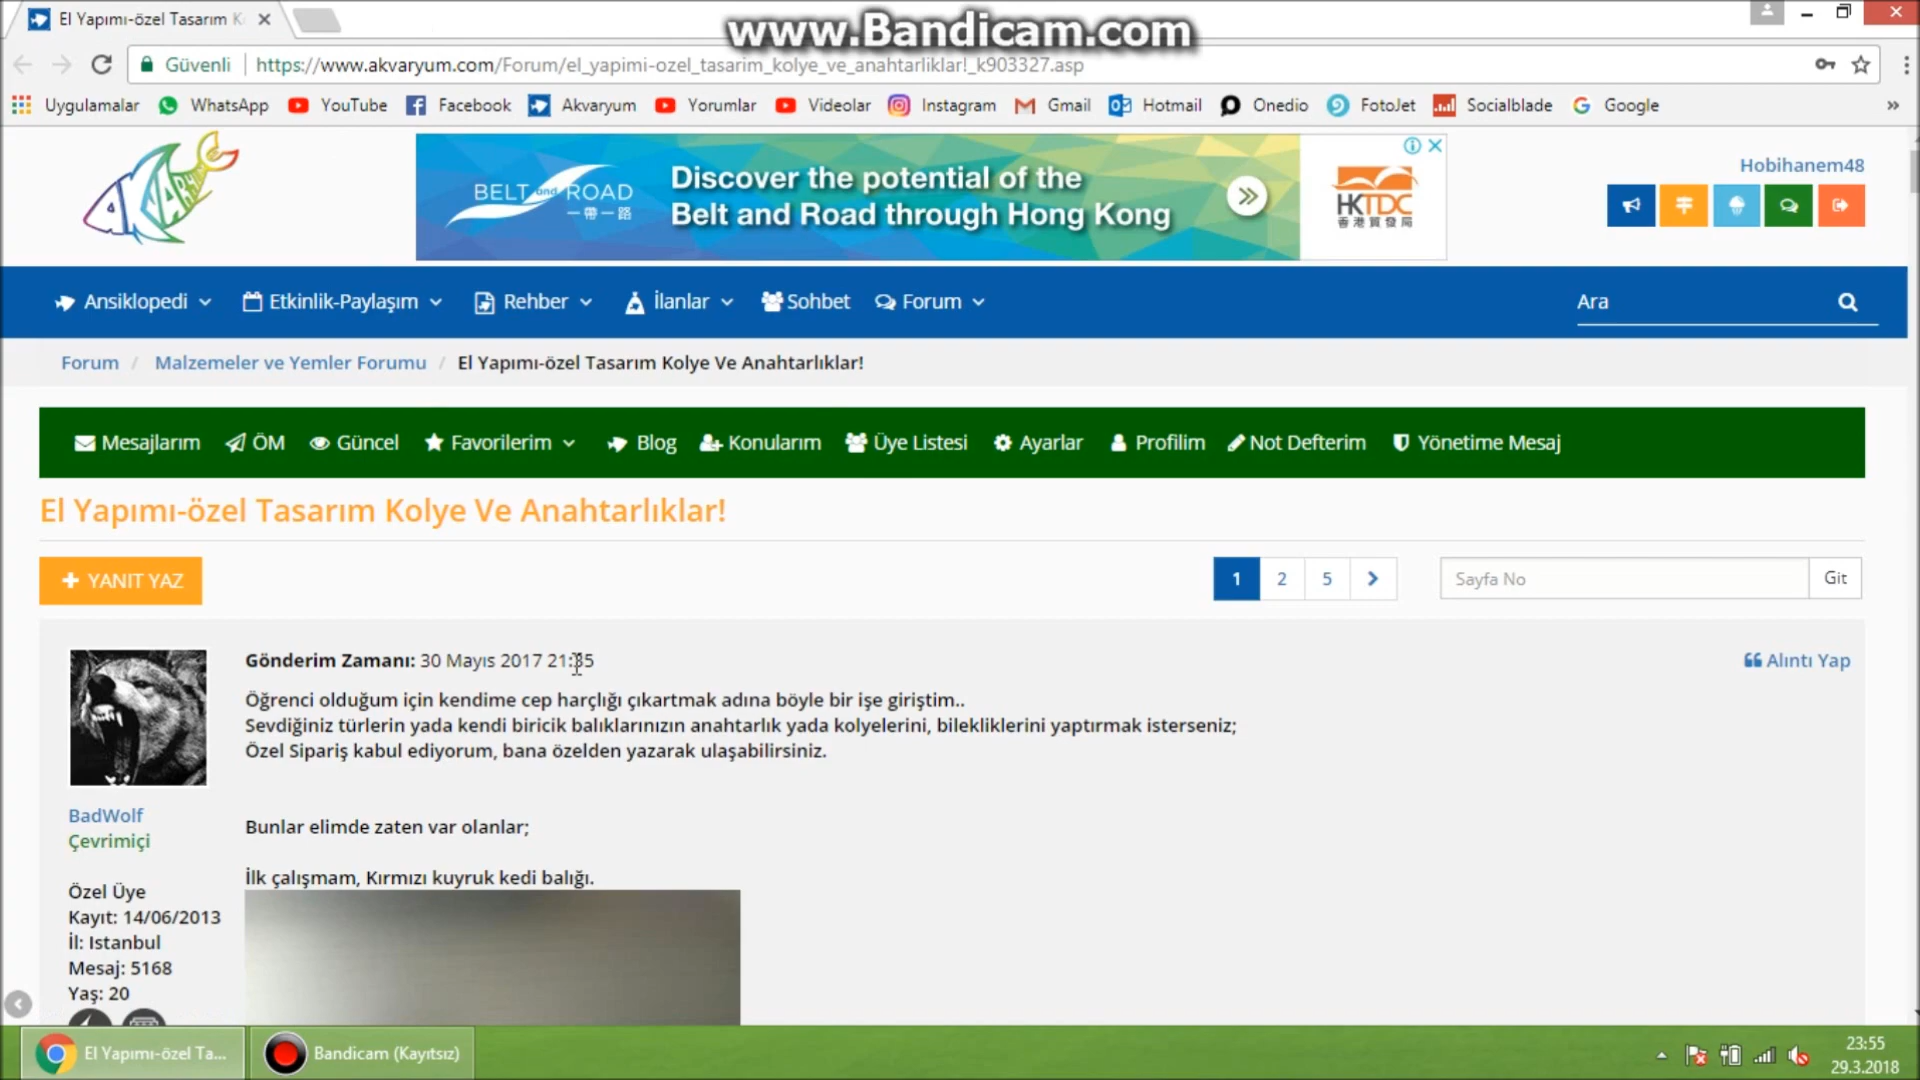 www.Bandicam.com
El Yapımı-özel Tasarım K
Güvenli
https://www.akvaryum.com/Forum/el_yapimi-ozel_tasarim_kolye_ve_anahtarliklar!_k903327.asp
Uygulamalar WhatsApp YouTube Facebook Akvaryum Yorumlar Videolar Instagram Gmail Hotmail Onedio FotoJet Socialblade Google »
BELT and ROAD
一帶一路
Discover the potential of the
Belt and Road through Hong Kong
HKTDC
香港貿發局
Hobihanem48
Ansiklopedi Etkinlik-Paylaşım Rehber İlanlar Sohbet Forum Ara
Forum / Malzemeler ve Yemler Forumu / El Yapımı-özel Tasarım Kolye Ve Anahtarlıklar!
Mesajlarım ÖM Güncel Favorilerim Blog Konularım Üye Listesi Ayarlar Profilim Not Defterim Yönetime Mesaj
El Yapımı-özel Tasarım Kolye Ve Anahtarlıklar!
+ YANIT YAZ
1 2 5
Sayfa No Git
Gönderim Zamanı: 30 Mayıs 2017 21:35
Alıntı Yap
Öğrenci olduğum için kendime cep harçlığı çıkartmak adına böyle bir işe giriştim..
Sevdiğiniz türlerin yada kendi biricik balıklarınızın anahtarlık yada kolyelerini, bilekliklerini yaptırmak isterseniz;
Özel Sipariş kabul ediyorum, bana özelden yazarak ulaşabilirsiniz.
Bunlar elimde zaten var olanlar;
İlk çalışmam, Kırmızı kuyruk kedi balığı.
BadWolf
Çevrimiçi
Özel Üye
Kayıt: 14/06/2013
İl: Istanbul
Mesaj: 5168
Yaş: 20
El Yapımı-özel Ta...
Bandicam (Kayıtsız)
23:55
29.3.2018